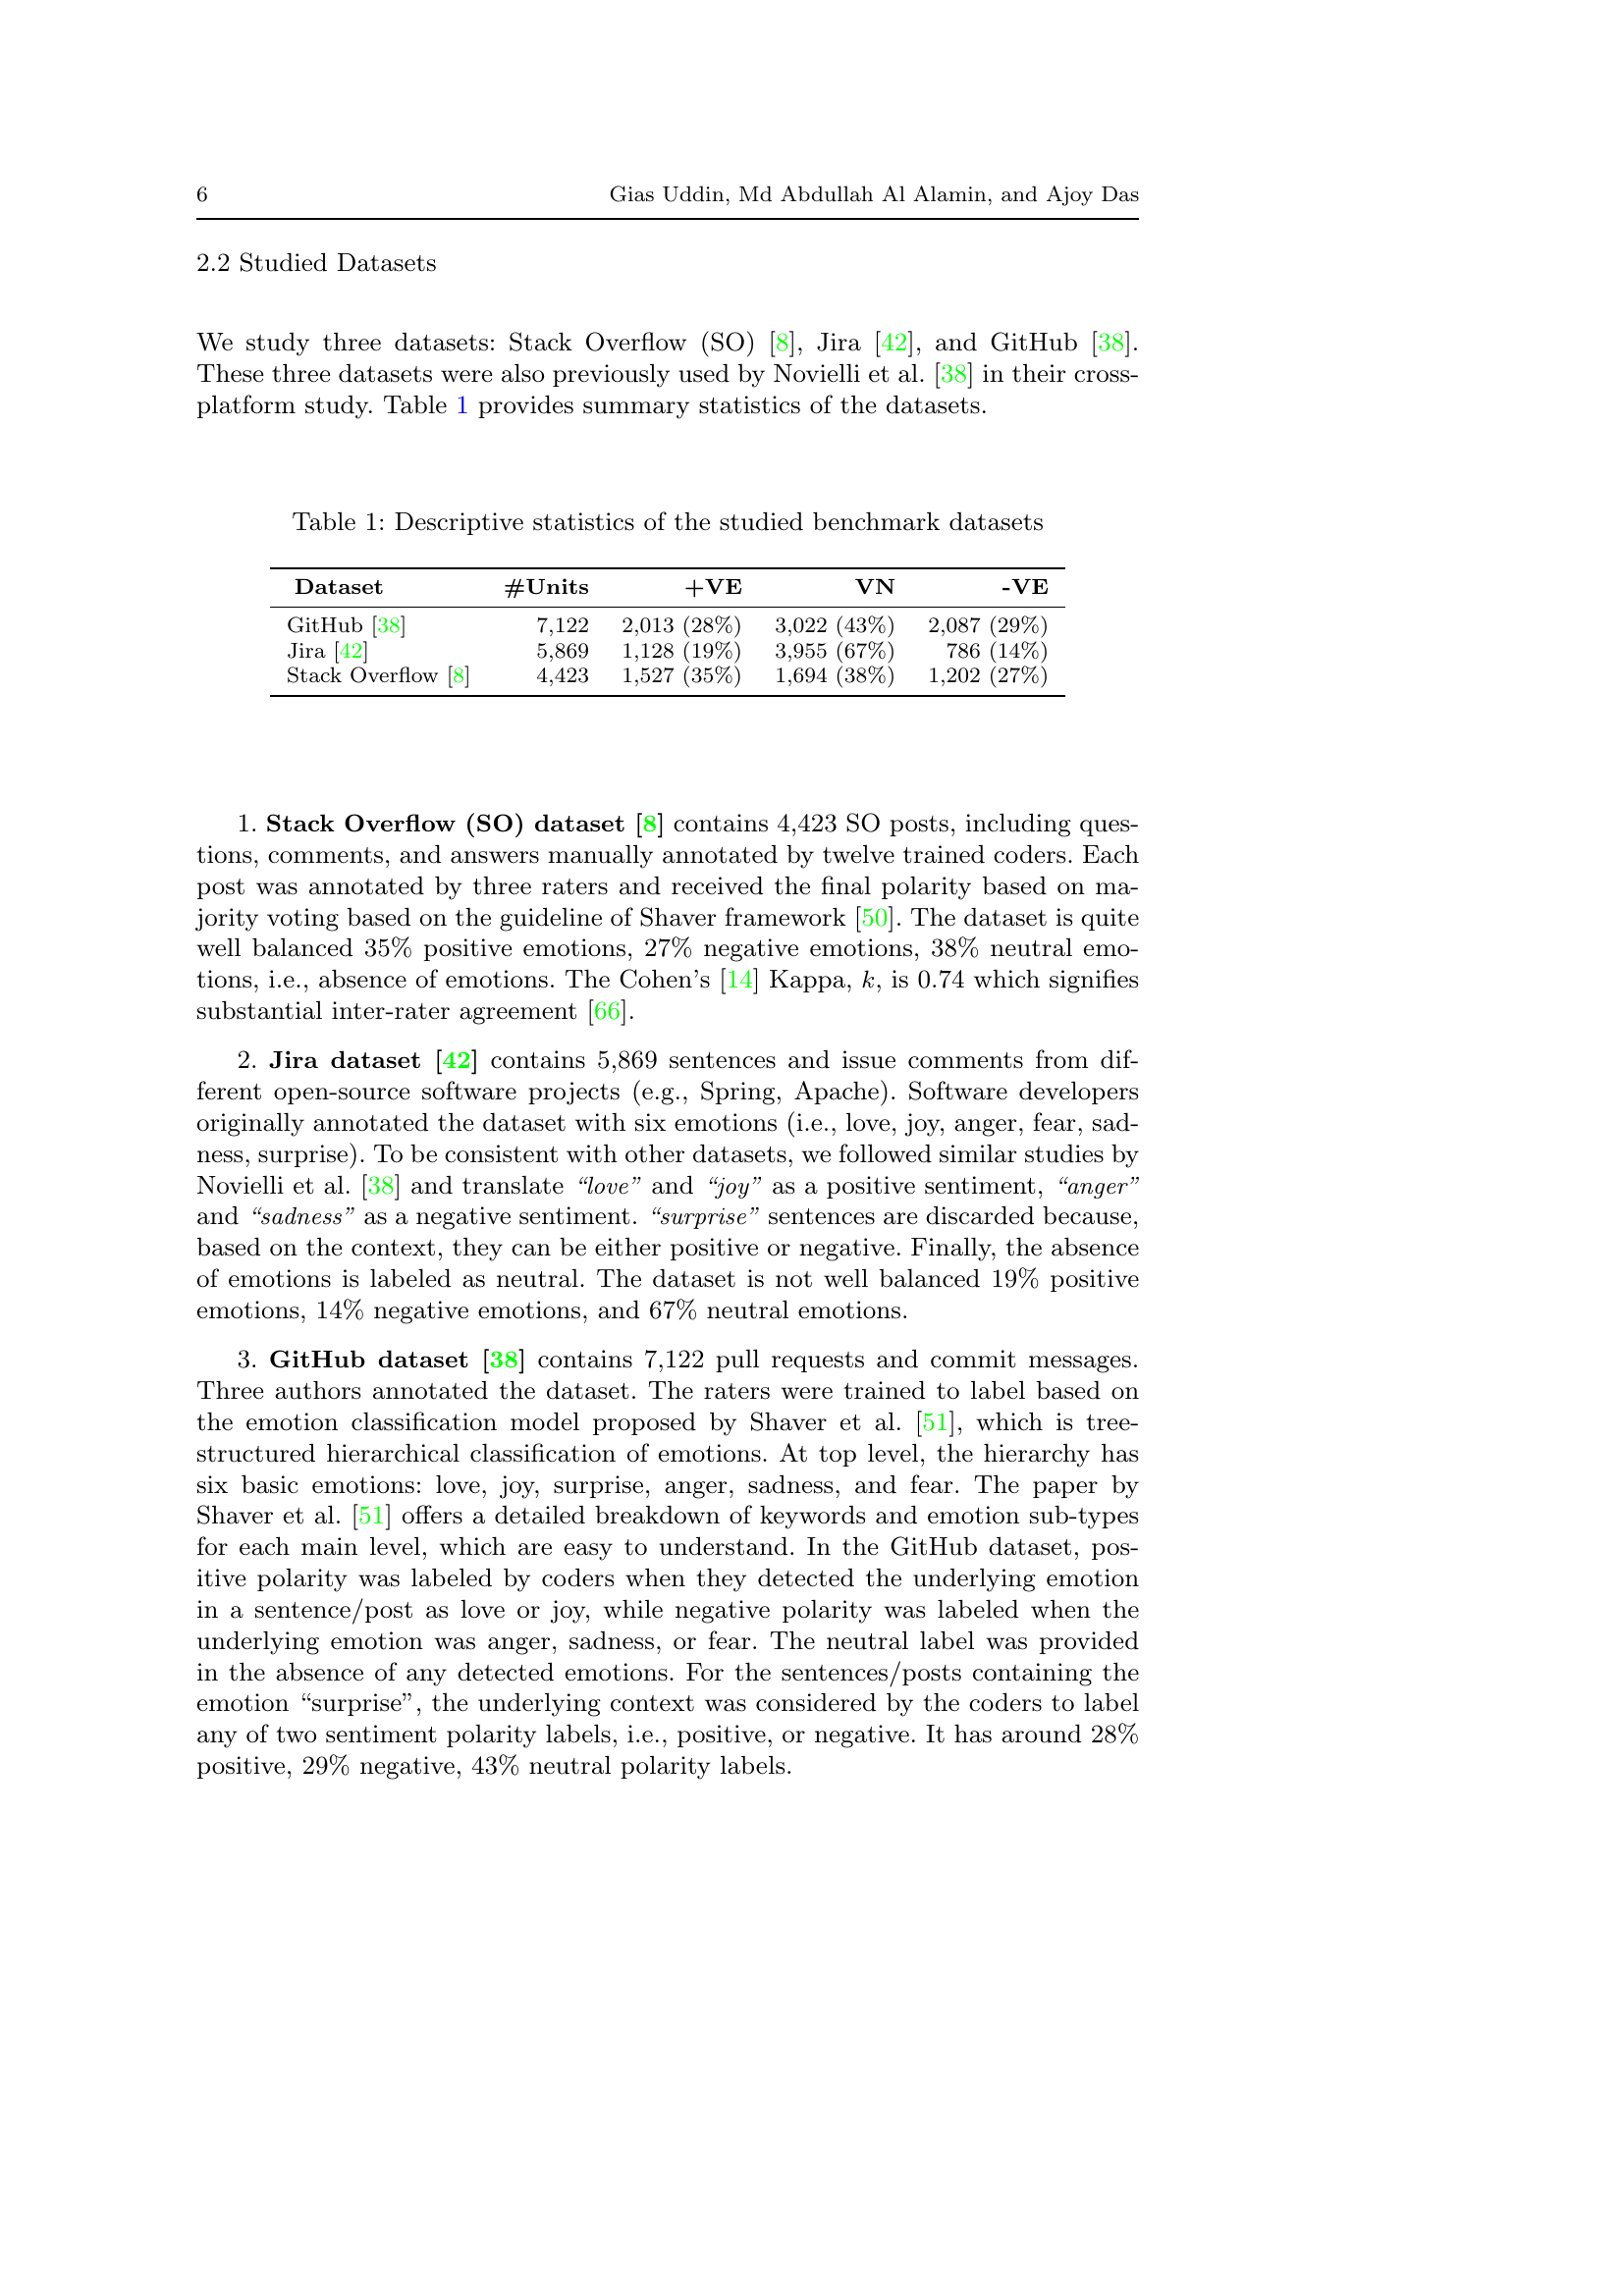 6 Gias Uddin, Md Abdullah Al Alamin, and Ajoy Das
2.2 Studied Datasets
We study three datasets: Stack Overflow (SO) [8], Jira [42], and GitHub [38].
These three datasets were also previously used by Novielli et al. [38] in their cross-
platform study. Table 1 provides summary statistics of the datasets.
Table 1: Descriptive statistics of the studied benchmark datasets
Dataset #Units +VE VN -VE
GitHub [38] 7,122 2,013 (28%) 3,022 (43%) 2,087 (29%)
Jira [42] 5,869 1,128 (19%) 3,955 (67%) 786 (14%)
Stack Overflow [8] 4,423 1,527 (35%) 1,694 (38%) 1,202 (27%)
1. Stack Overflow (SO) dataset [8] contains 4,423 SO posts, including ques-
tions, comments, and answers manually annotated by twelve trained coders. Each
post was annotated by three raters and received the final polarity based on ma-
jority voting based on the guideline of Shaver framework [50]. The dataset is quite
well balanced 35% positive emotions, 27% negative emotions, 38% neutral emo-
tions, i.e., absence of emotions. The Cohen's [14] Kappa, k, is 0.74 which signifies
substantial inter-rater agreement [66].
2. Jira dataset [42] contains 5,869 sentences and issue comments from dif-
ferent open-source software projects (e.g., Spring, Apache). Software developers
originally annotated the dataset with six emotions (i.e., love, joy, anger, fear, sad-
ness, surprise). To be consistent with other datasets, we followed similar studies by
Novielli et al. [38] and translate “love” and “joy” as a positive sentiment, “anger”
and “sadness” as a negative sentiment. “surprise” sentences are discarded because,
based on the context, they can be either positive or negative. Finally, the absence
of emotions is labeled as neutral. The dataset is not well balanced 19% positive
emotions, 14% negative emotions, and 67% neutral emotions.
3. GitHub dataset [38] contains 7,122 pull requests and commit messages.
Three authors annotated the dataset. The raters were trained to label based on
the emotion classification model proposed by Shaver et al. [51], which is tree-
structured hierarchical classification of emotions. At top level, the hierarchy has
six basic emotions: love, joy, surprise, anger, sadness, and fear. The paper by
Shaver et al. [51] offers a detailed breakdown of keywords and emotion sub-types
for each main level, which are easy to understand. In the GitHub dataset, pos-
itive polarity was labeled by coders when they detected the underlying emotion
in a sentence/post as love or joy, while negative polarity was labeled when the
underlying emotion was anger, sadness, or fear. The neutral label was provided
in the absence of any detected emotions. For the sentences/posts containing the
emotion “surprise”, the underlying context was considered by the coders to label
any of two sentiment polarity labels, i.e., positive, or negative. It has around 28%
positive, 29% negative, 43% neutral polarity labels.